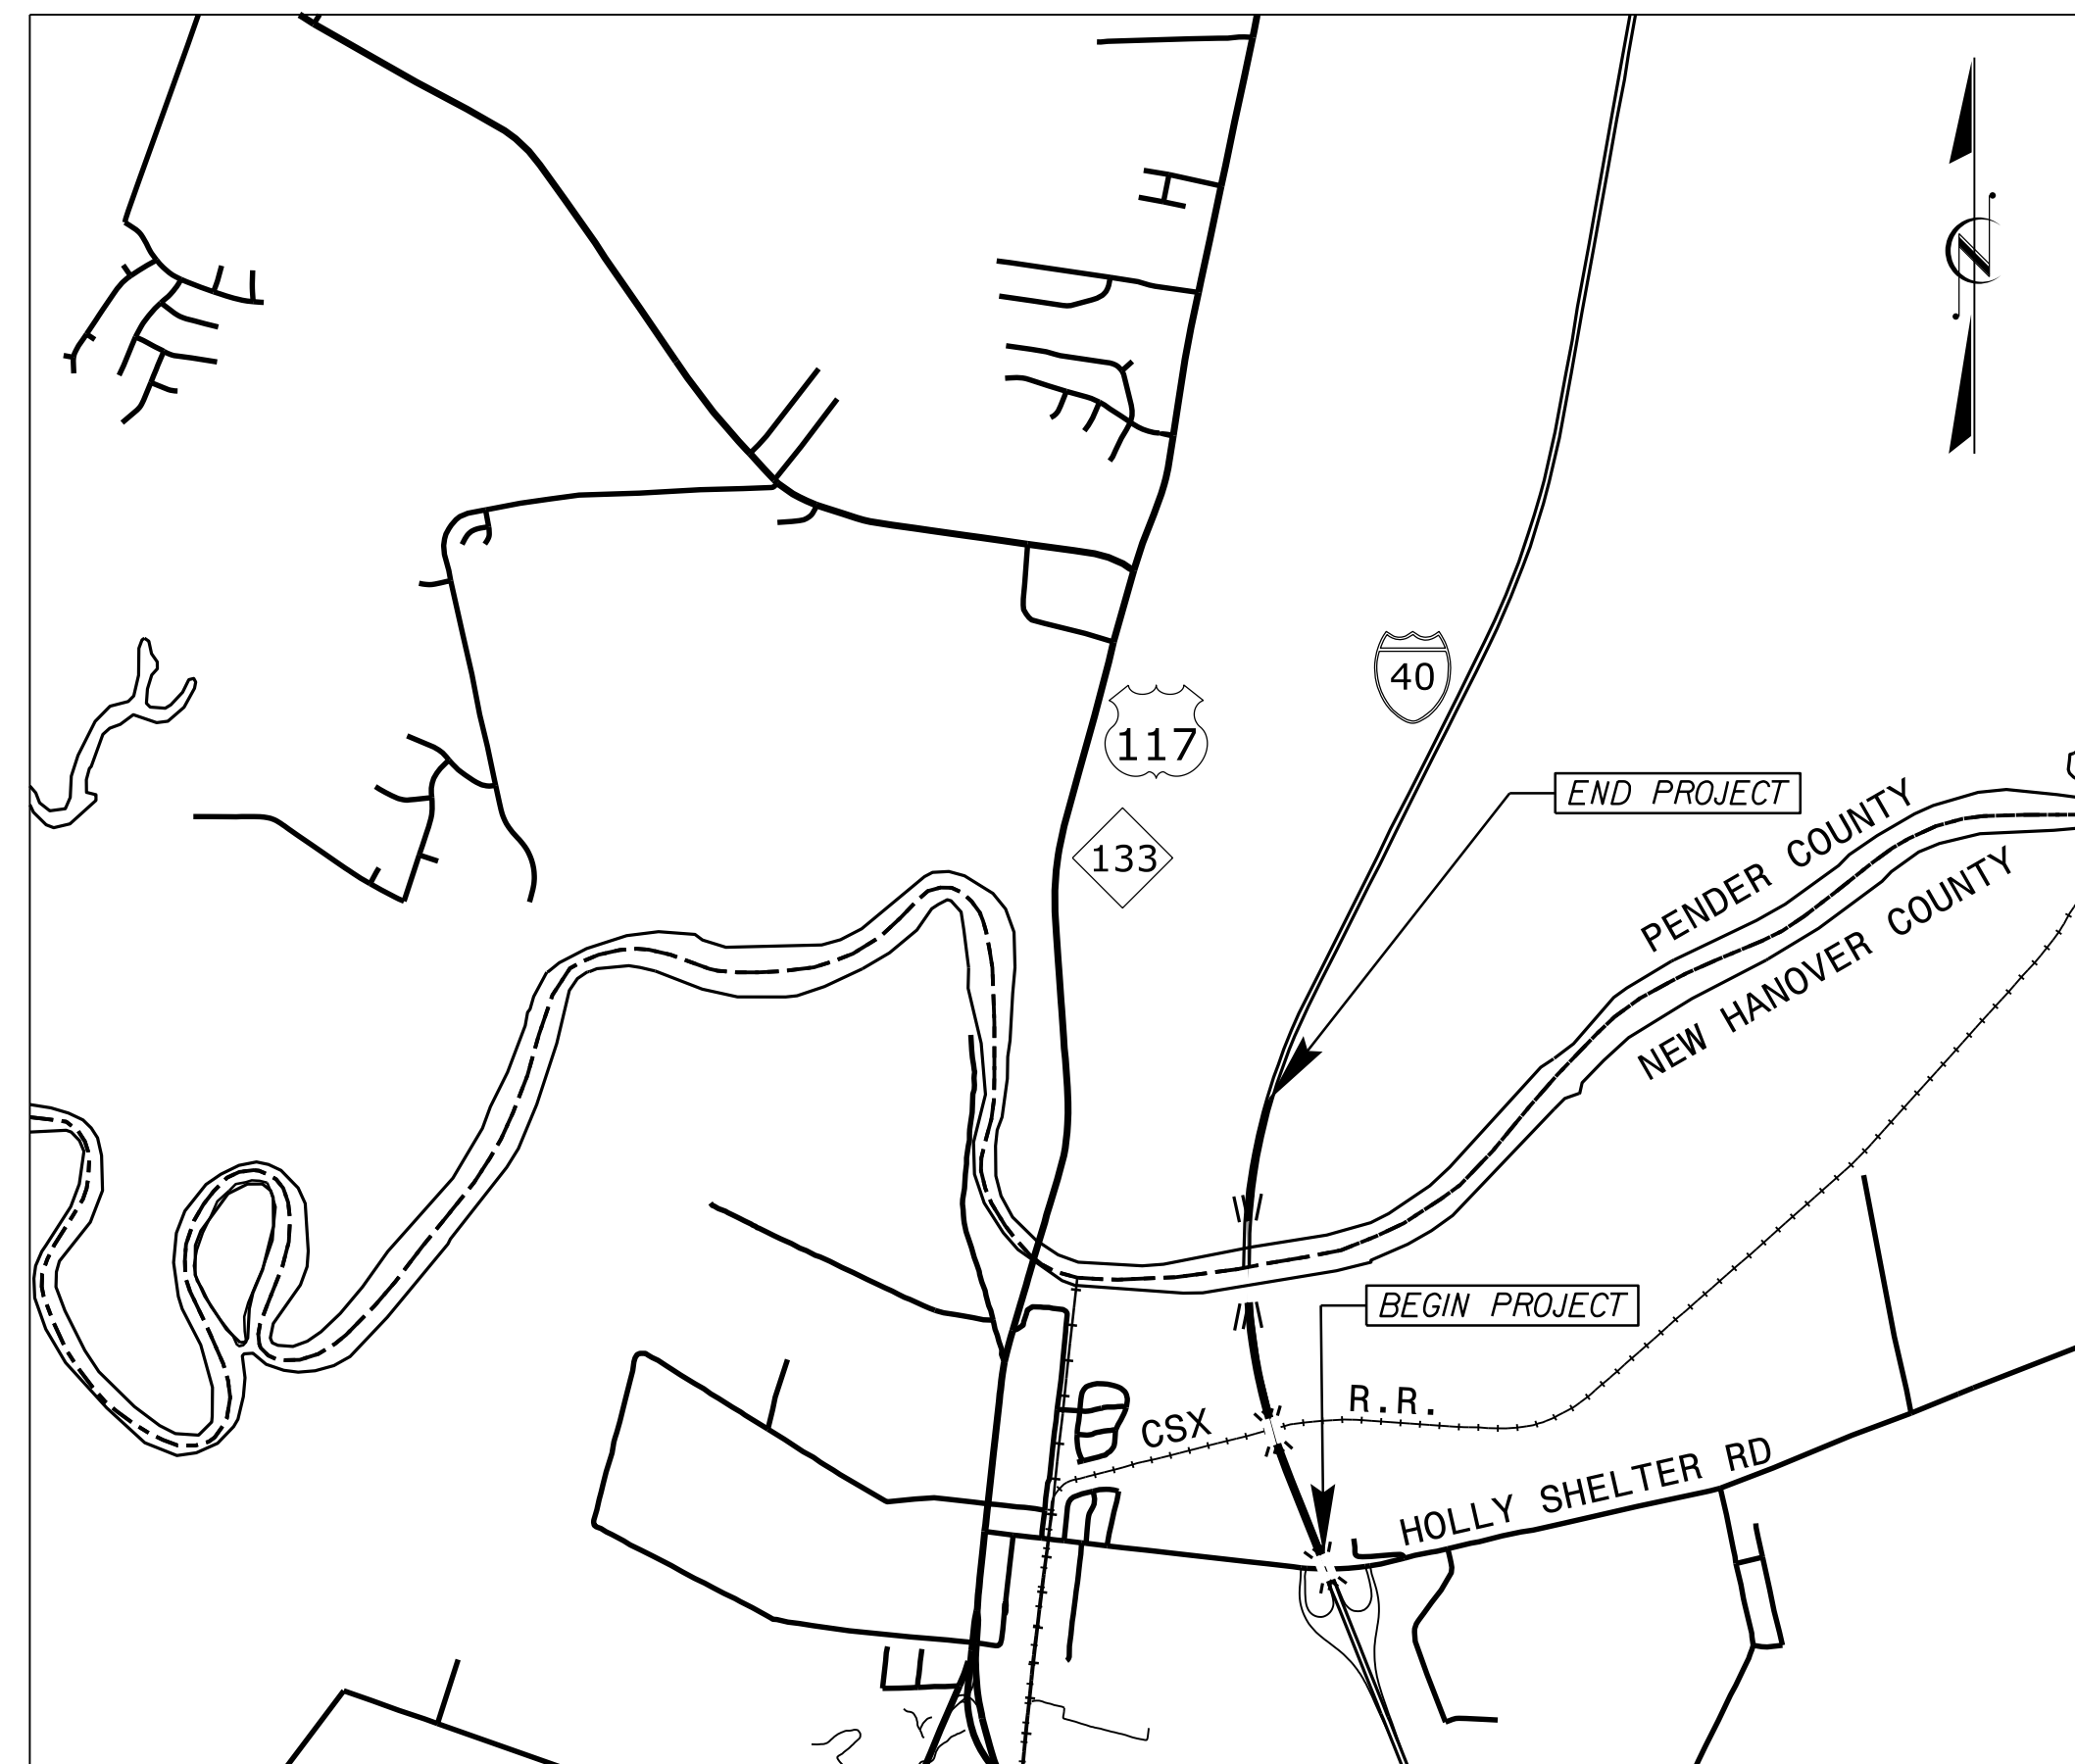 N
40
117
END PROJECT
133
PENDER COUNTY
NEW HANOVER COUNTY
BEGIN PROJECT
R.R.
CSX
HOLLY SHELTER RD